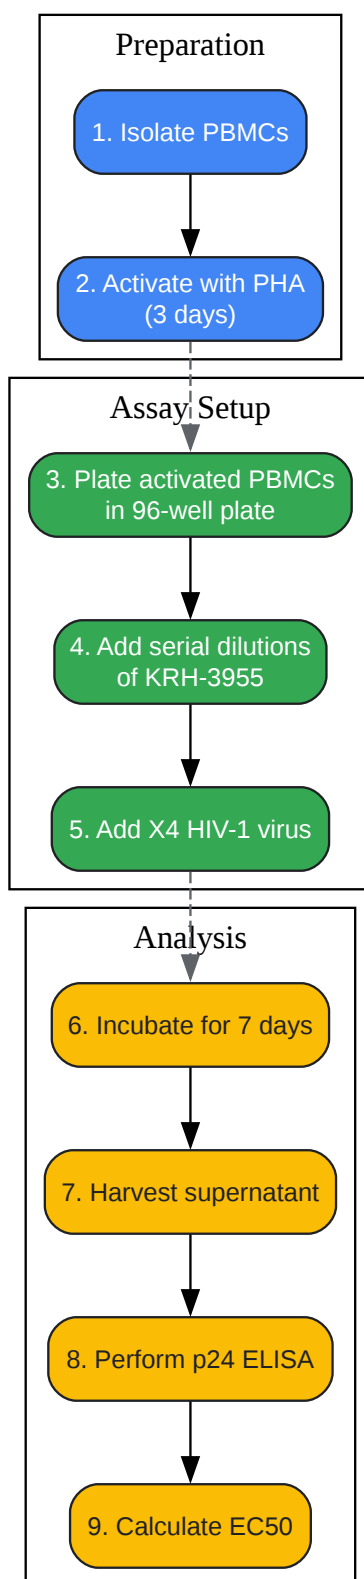 Preparation
1. Isolate PBMCs
2. Activate with PHA
(3 days)
Assay Setup
3. Plate activated PBMCs
in 96-well plate
4. Add serial dilutions
of KRH-3955
5. Add X4 HIV-1 virus
Analysis
6. Incubate for 7 days
7. Harvest supernatant
8. Perform p24 ELISA
9. Calculate EC50